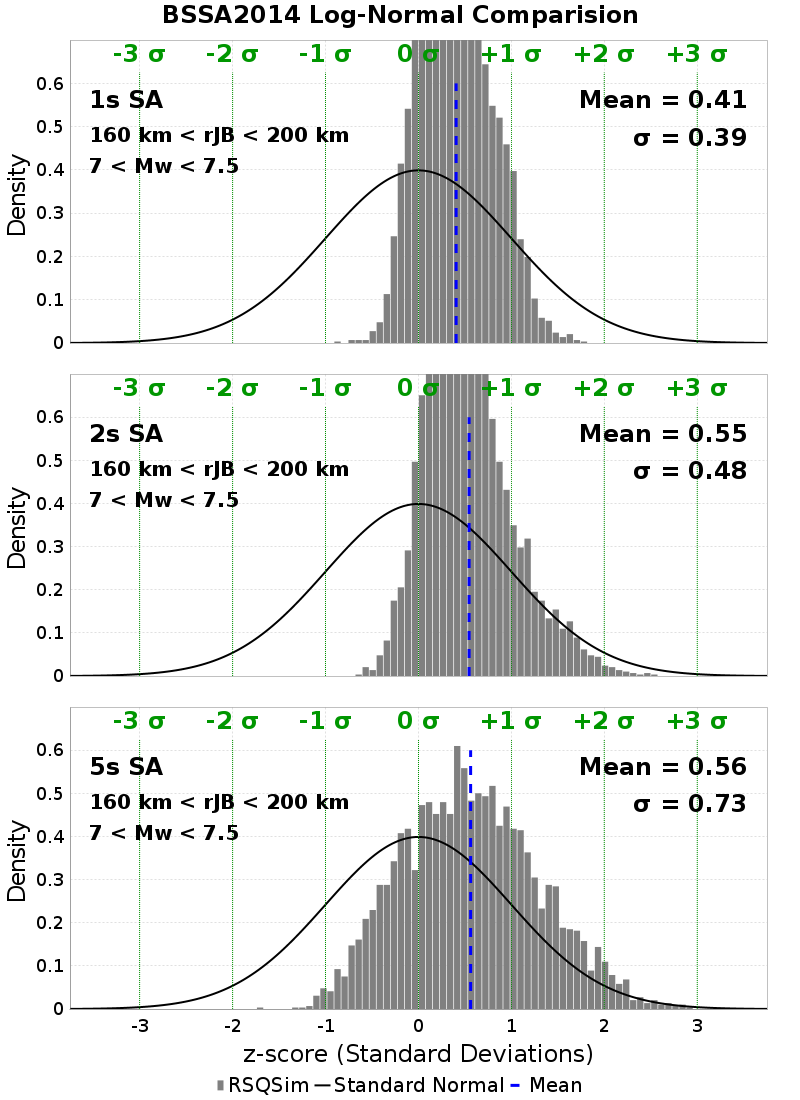 BSSA2014 Log-Normal Comparision
-3 σ -2 σ -1 σ 0 σ +1 σ +2 σ +3 σ
1s SA
160 km < rJB < 200 km
7 < Mw < 7.5
Mean = 0.41
σ = 0.39
Density
0.6
0.5
0.4
0.3
0.2
0.1
0
-3 σ -2 σ -1 σ 0 σ +1 σ +2 σ +3 σ
2s SA
160 km < rJB < 200 km
7 < Mw < 7.5
Mean = 0.55
σ = 0.48
Density
0.6
0.5
0.4
0.3
0.2
0.1
0
-3 σ -2 σ -1 σ 0 σ +1 σ +2 σ +3 σ
5s SA
160 km < rJB < 200 km
7 < Mw < 7.5
Mean = 0.56
σ = 0.73
Density
0.6
0.5
0.4
0.3
0.2
0.1
0
-3 -2 -1 0 1 2 3
z-score (Standard Deviations)
RSQSim Standard Normal Mean